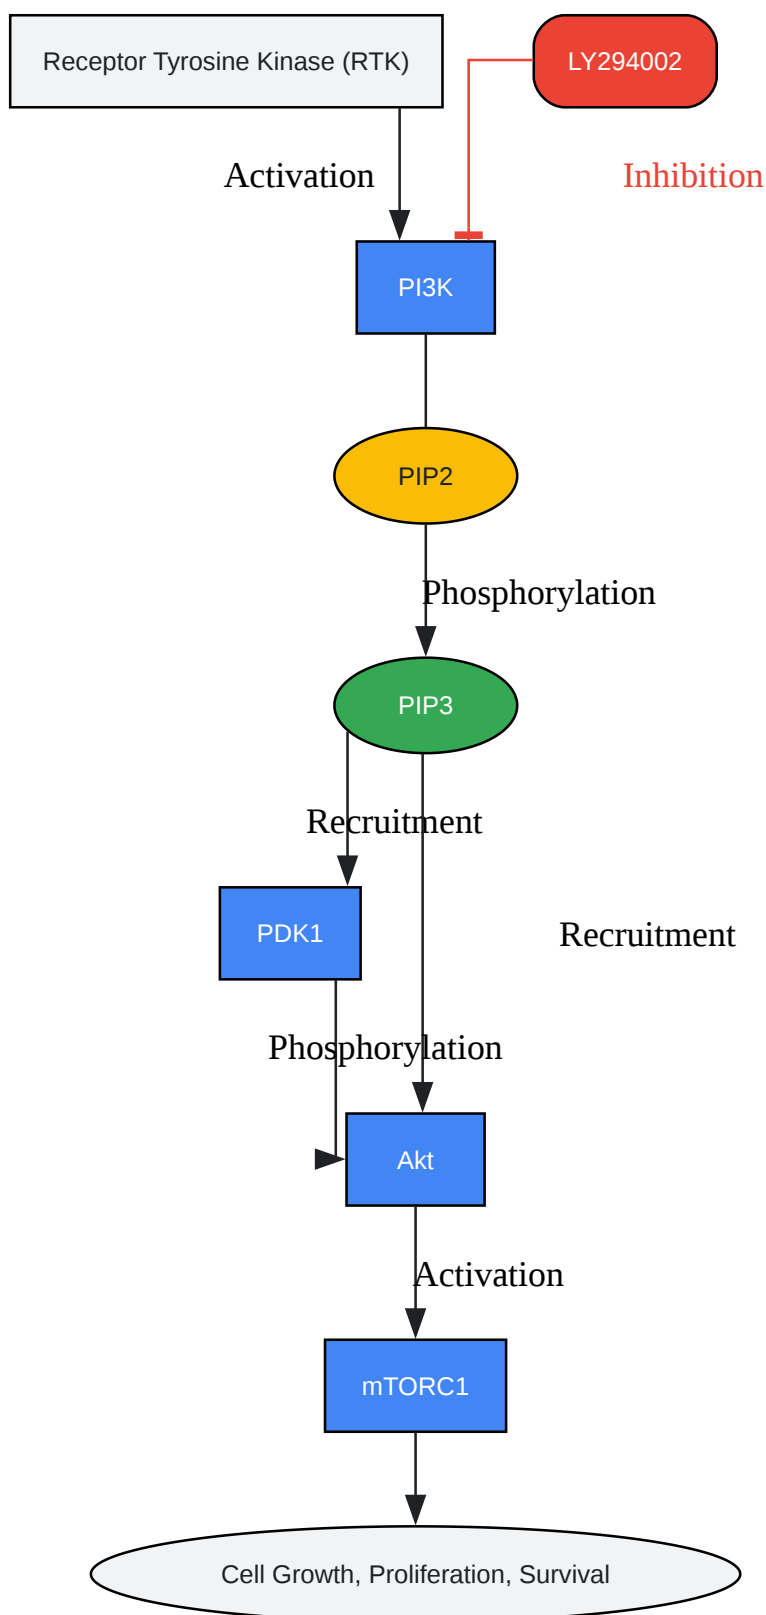 Receptor Tyrosine Kinase (RTK)
LY294002
Activation
Inhibition
PI3K
PIP2
Phosphorylation
PIP3
Recruitment
PDK1
Recruitment
Phosphorylation
Akt
Activation
mTORC1
Cell Growth, Proliferation, Survival